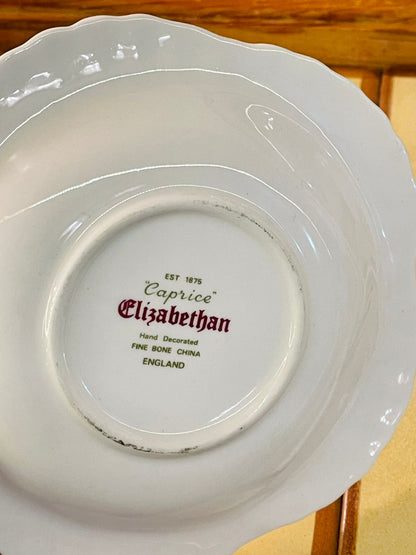 EST 1875
"Caprice"
Elizabethan
Hand Decorated
FINE BONE CHINA
ENGLAND